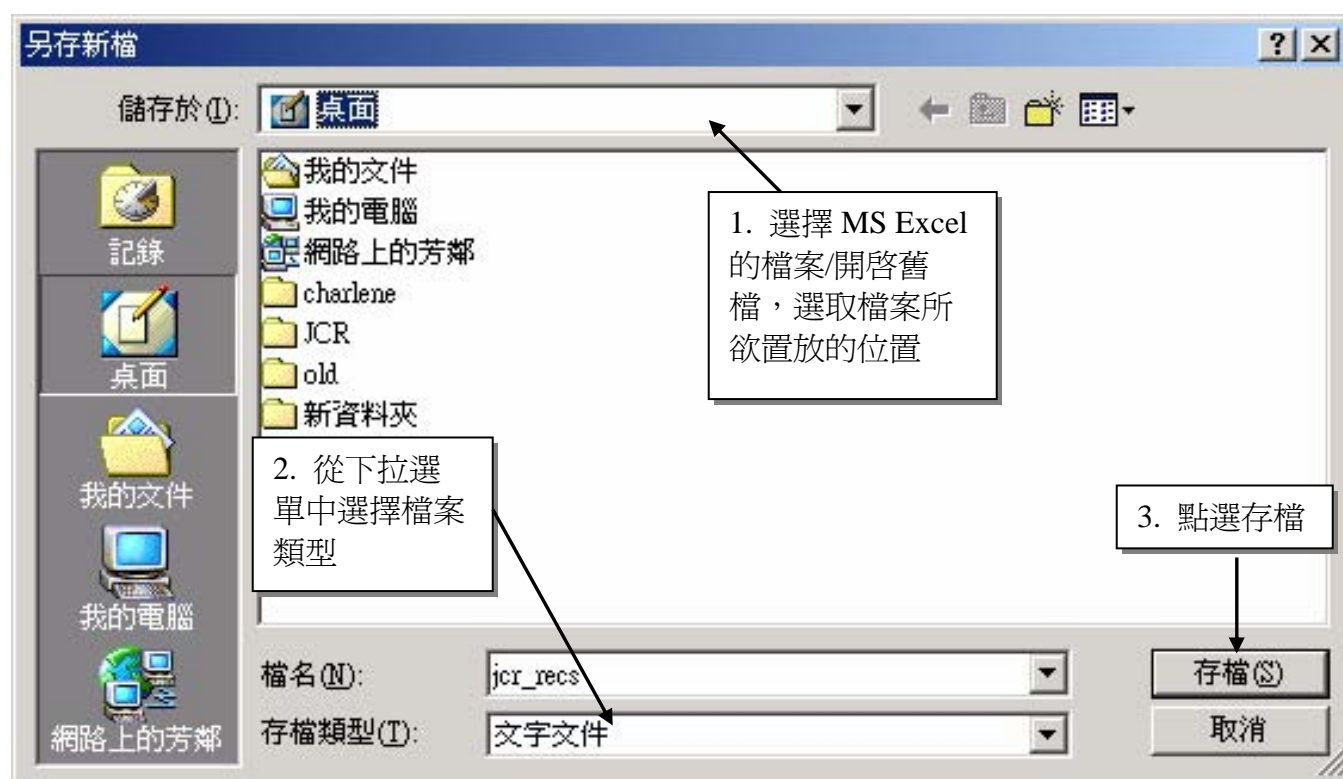 另存新檔
儲存於(I):
桌面
記錄
桌面
我的文件
我的電腦
網路上的芳鄰
我的文件
我的電腦
網路上的芳鄰
charlene
JCR
old
新資料夾
1. 選擇 MS Excel
的檔案/開啓舊
檔，選取檔案所
欲置放的位置
2. 從下拉選
單中選擇檔案
類型
3. 點選存檔
檔名(N):
jcr_recs
存檔(S)
存檔類型(T):
文字文件
取消